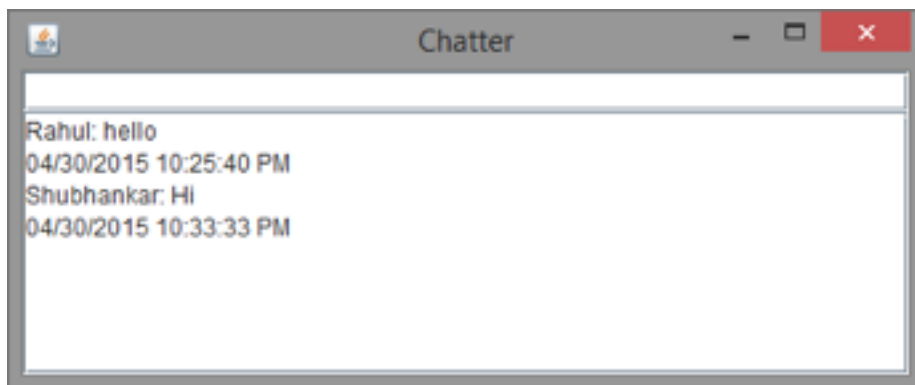 Chatter
Rahul: hello
04/30/2015 10:25:40 PM
Shubhankar: Hi
04/30/2015 10:33:33 PM